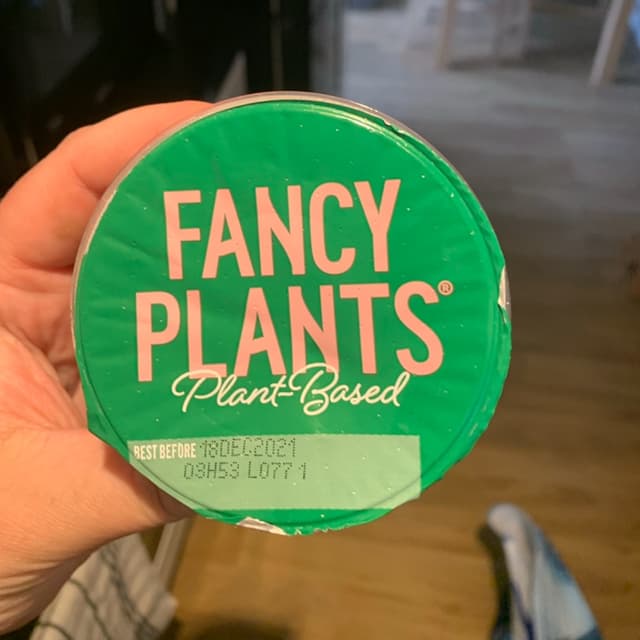 FANCY
PLANTS®
Plant-Based
BEST BEFORE 18DEC2021
03H53 L077 1